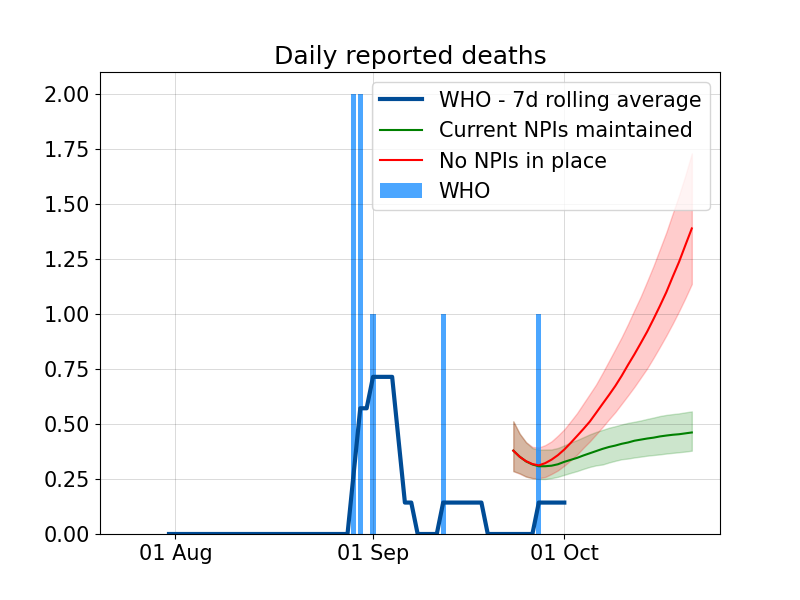 Daily reported deaths
2.00
1.75
1.50
1.25
1.00
0.75
0.50
0.25
0.00
WHO - 7d rolling average
Current NPIs maintained
No NPIs in place
WHO
01 Aug
01 Sep
01 Oct